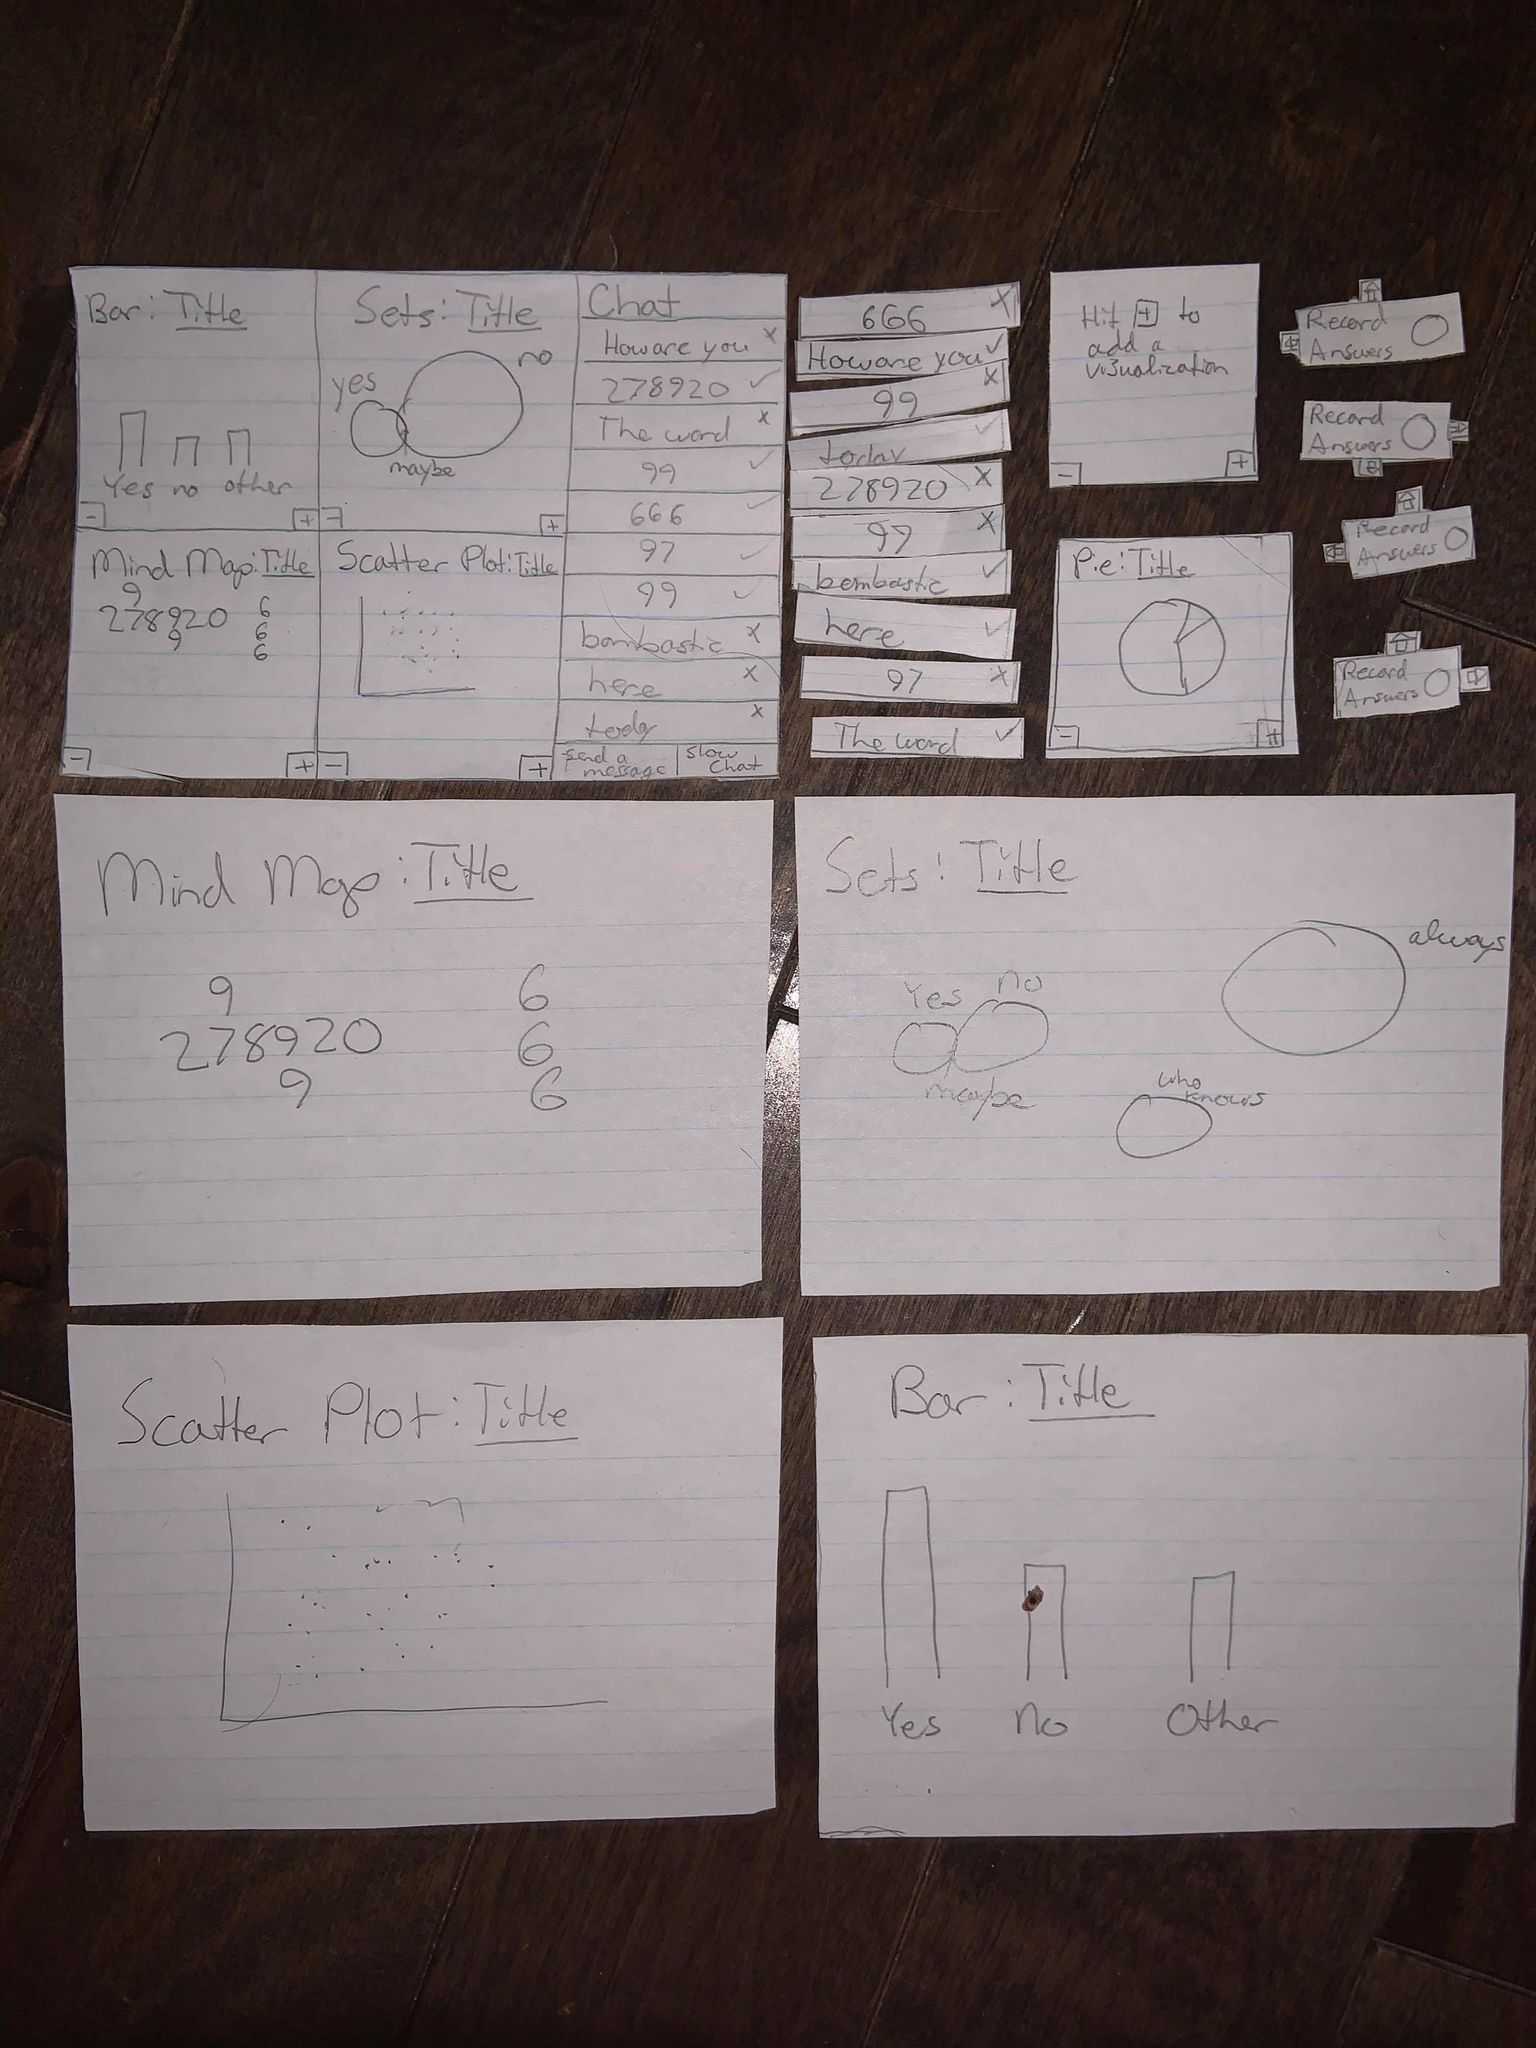 Bar: Title
Yes no other
-
+
Sets: Title
yes
no
maybe
-
+
Mind Map: Title
9
278920
9
6
6
6
-
+
Scatter Plot: Title
-
+
Chat
How are you x
278920 ✓
The word x
99 ✓
666 ✓
97 ✓
99 ✓
bombastic x
here x
today x
Send a
message
Slow
Chat
666 x
How are you ✓
99 x
today ✓
278920 x
99 x
bombastic ✓
here ✓
97 x
The word ✓
Hit + to
add a
visualization
-
+
Pie: Title
-
+
Record
Answers
Record
Answers
Record
Answers
Record
Answers
Mind Map: Title
9
278920
9
6
6
6
Sets: Title
Yes
no
maybe
always
who
knows
Scatter Plot: Title
Bar: Title
Yes
no
Other